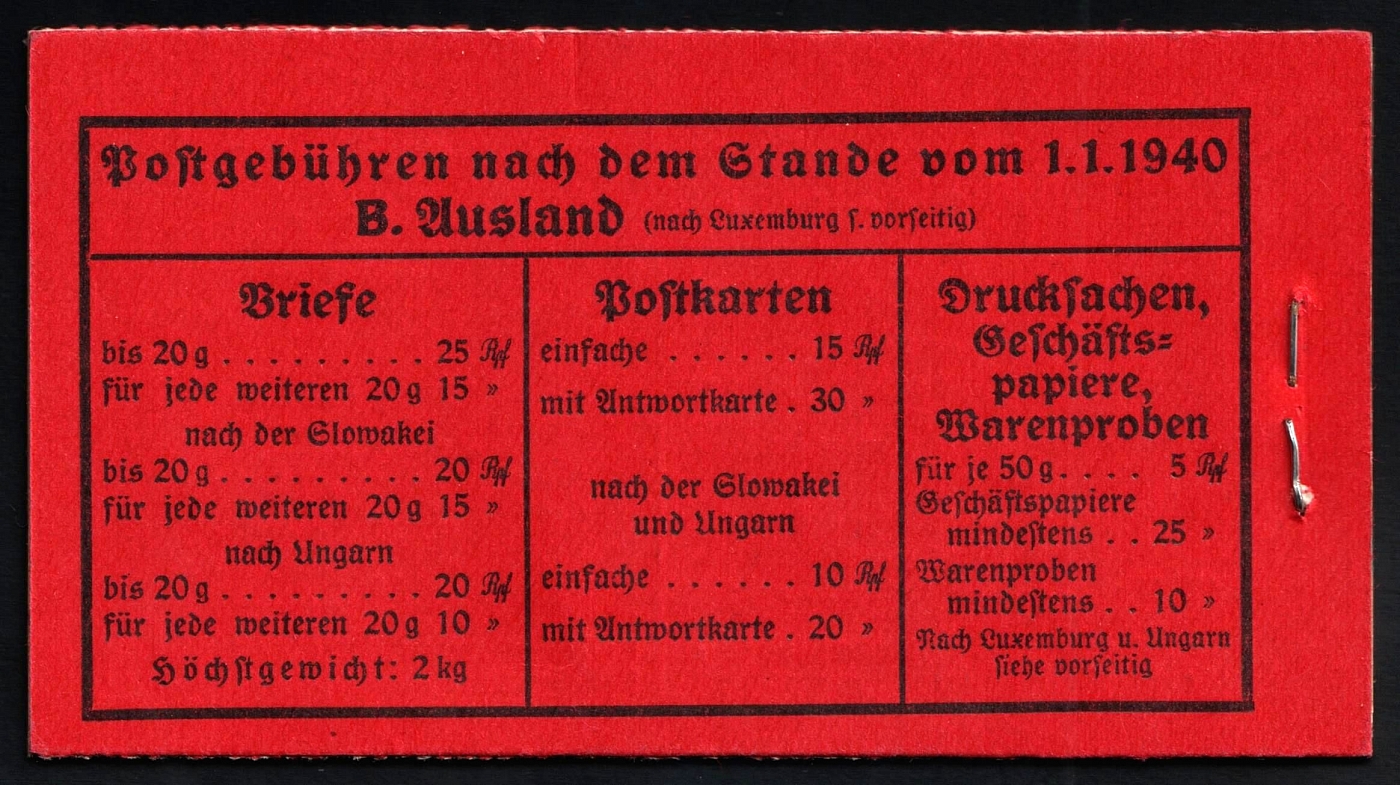 Postgebühren nach dem Stande vom 1.1.1940
B. Ausland (nach Luxemburg s. vorseitig)
Briefe
bis 20 g . . . . . . . . . . 25 Rpf
für jede weiteren 20 g 15 »
nach der Slowakei
bis 20 g . . . . . . . . . . 20 Rpf
für jede weiteren 20 g 15 »
nach Ungarn
bis 20 g . . . . . . . . . . 20 Rpf
für jede weiteren 20 g 10 »
Höchstgewicht: 2 kg
Postkarten
einfache . . . . . . 15 Rpf
mit Antwortkarte . 30 »
nach der Slowakei
und Ungarn
einfache . . . . . . 10 Rpf
mit Antwortkarte . 20 »
Drucksachen,
Geschäfts=
papiere,
Warenproben
für je 50 g . . . . 5 Rpf
Geschäftspapiere
mindestens . . 25 »
Warenproben
mindestens . . 10 »
Nach Luxemburg u. Ungarn
siehe vorseitig